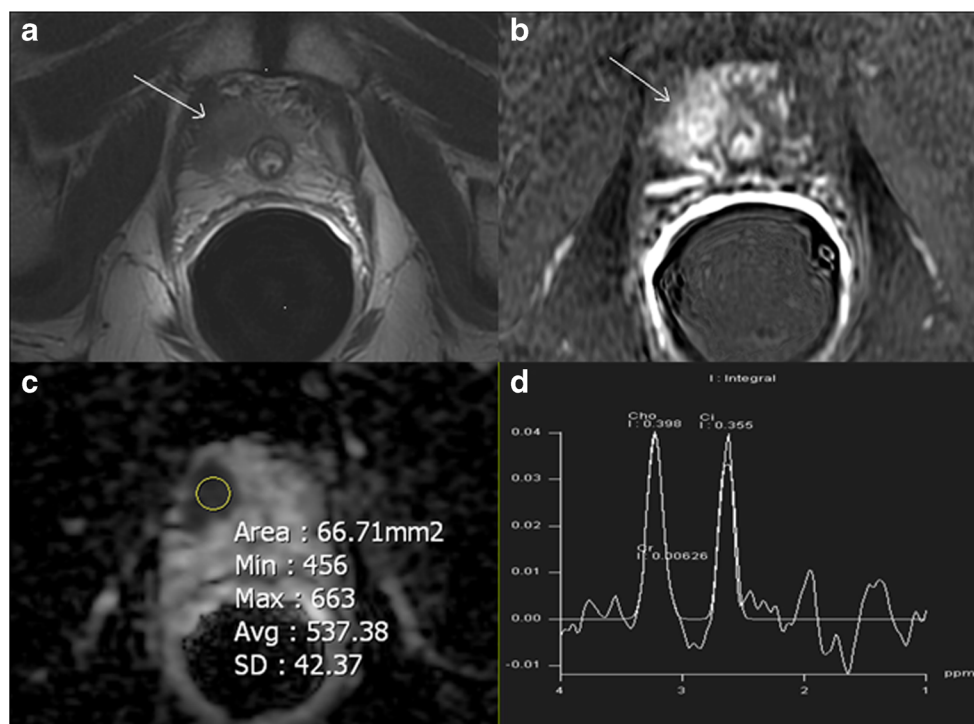 a
b
c
Area : 66.71mm2
Min : 456
Max : 663
Avg : 537.38
SD : 42.37
d
I : Integral
Cho
I : 0.398
Ci
I : 0.355
Cr
I : 0.00626
0.04
0.03
0.02
0.01
0.00
-0.01
4
3
2
1
ppm